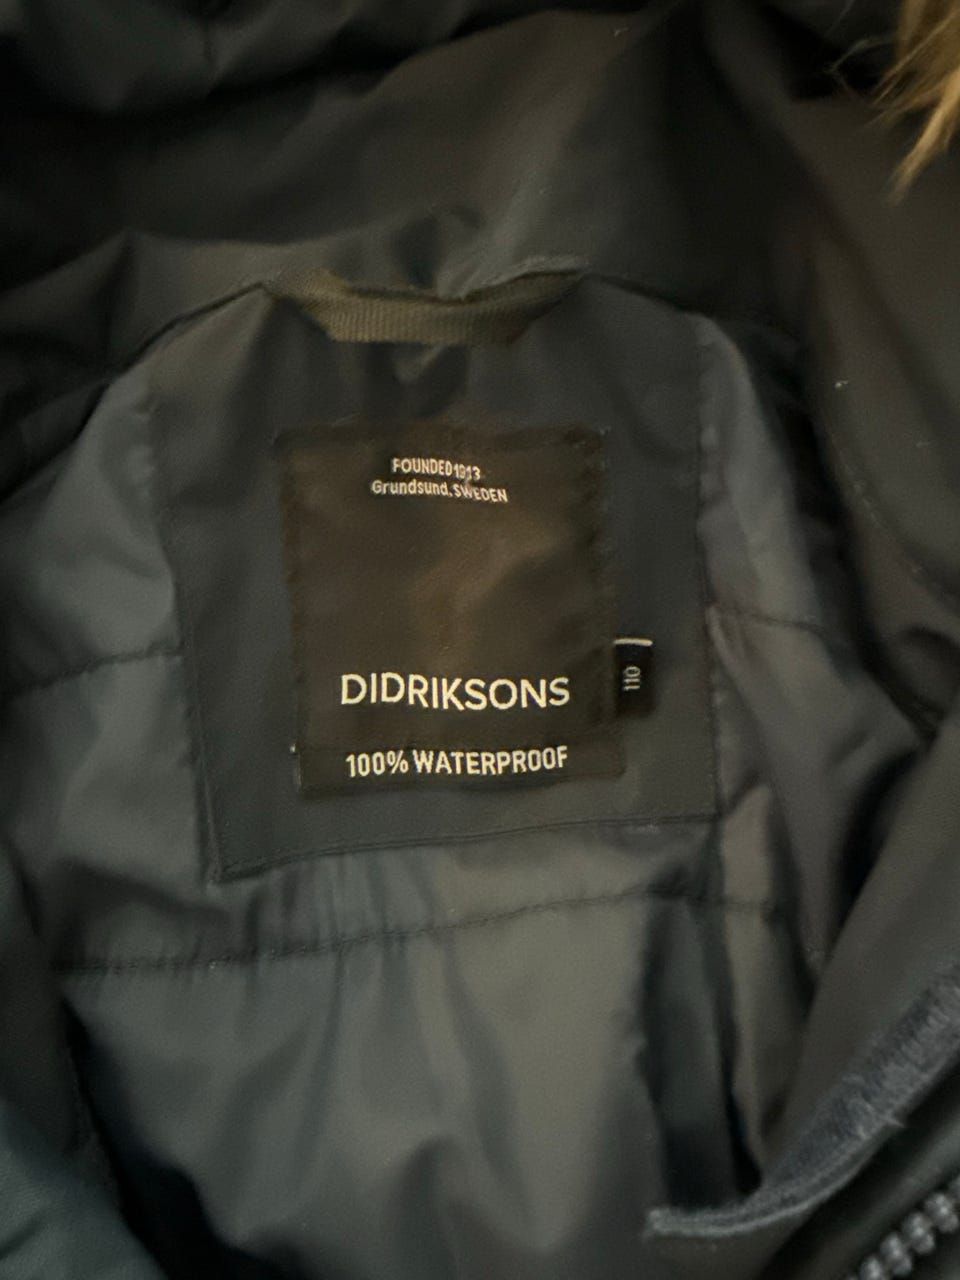 FOUNDED 1913
Grundsund, SWEDEN
DIDRIKSONS
110
100% WATERPROOF